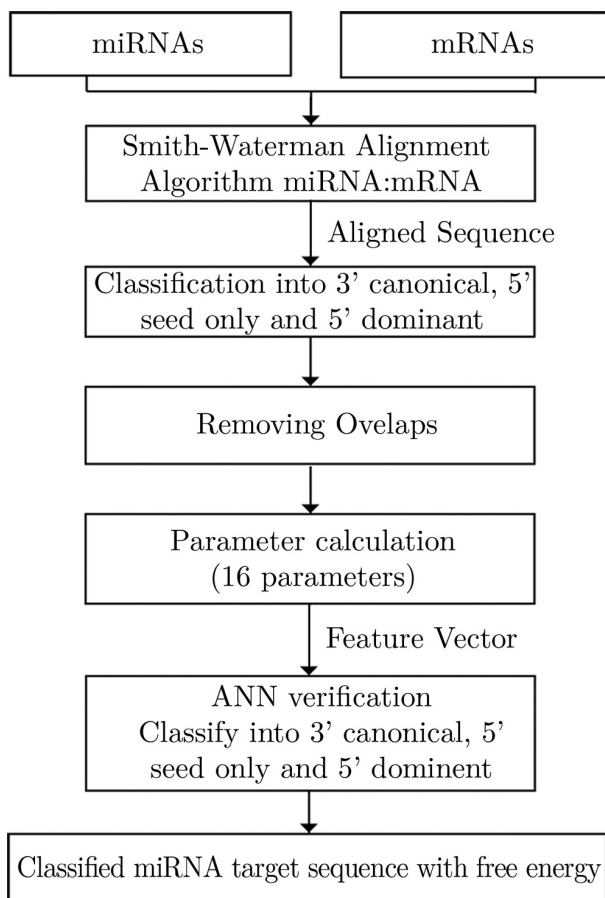 miRNAs
mRNAs
Smith-Waterman Alignment
Algorithm miRNA:mRNA
Aligned Sequence
Classification into 3' canonical, 5'
seed only and 5' dominant
Removing Ovelaps
Parameter calculation
(16 parameters)
Feature Vector
ANN verification
Classify into 3' canonical, 5'
seed only and 5' dominent
Classified miRNA target sequence with free energy